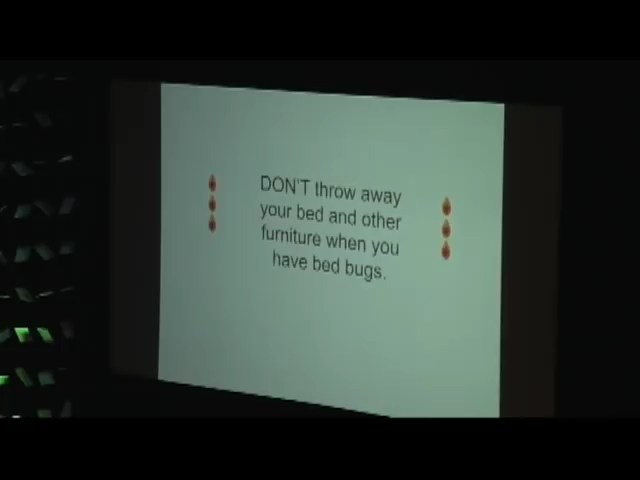 DON'T throw away
your bed and other
furniture when you
have bed bugs.